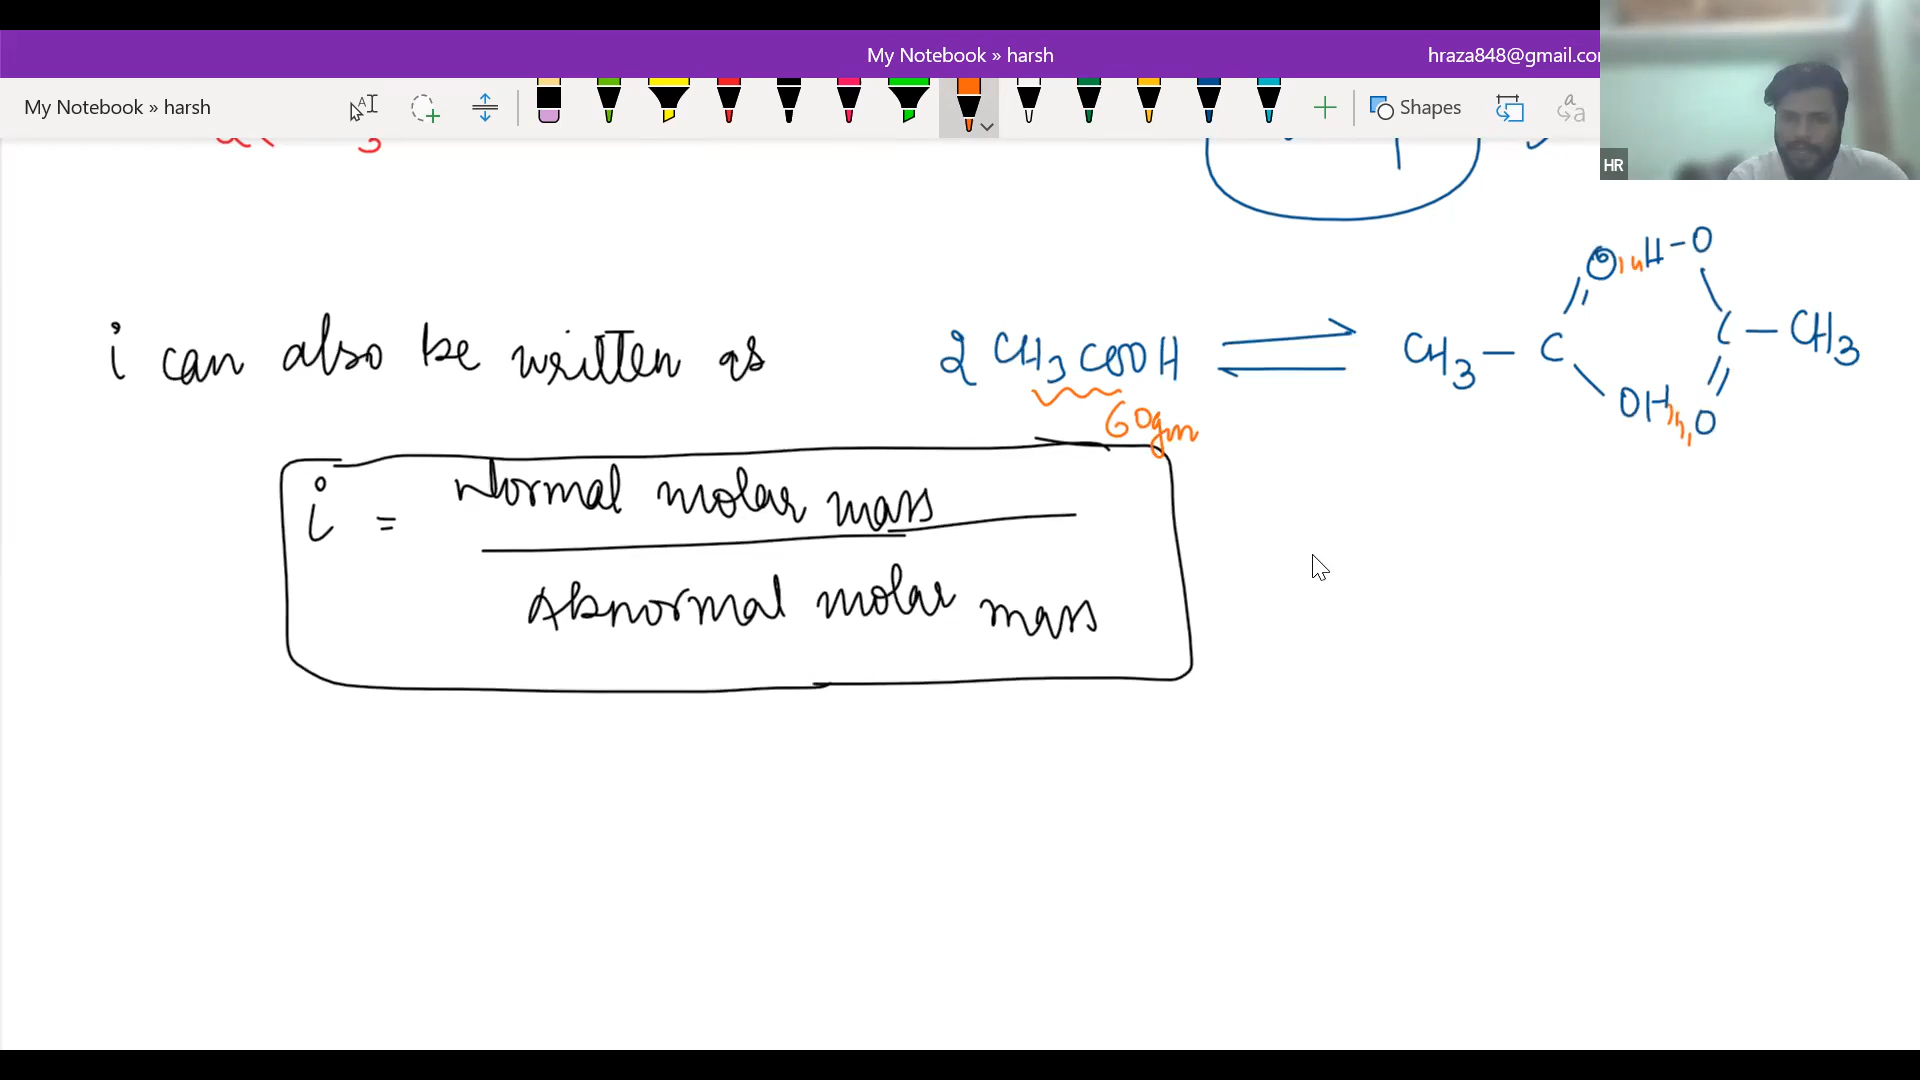 My Notebook » harsh
hraza848@gmail.co
My Notebook » harsh
Shapes
HR
i can also be written as
2 CH3COOH ⇌ CH3 - C
O H - O
C - CH3
OH O
60gm
i = Normal molar mass
Abnormal molar mass